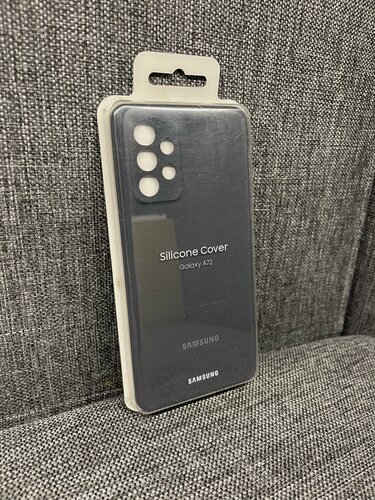 Silicone Cover
Galaxy A72
SAMSUNG
SAMSUNG